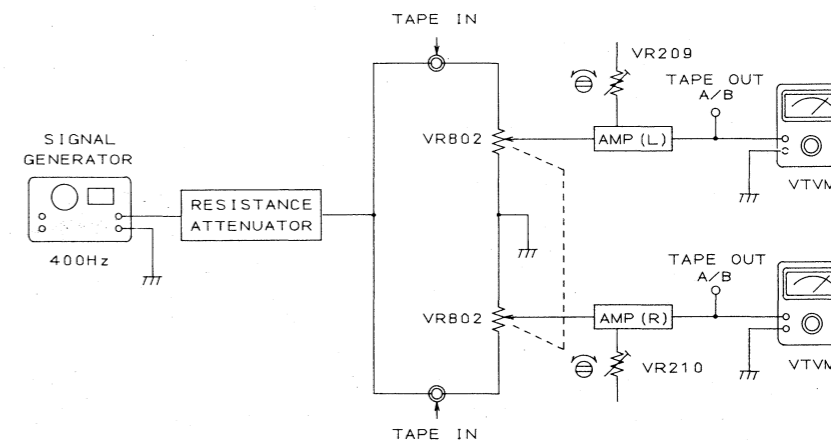 TAPE IN
VR209
TAPE OUT
A/B
SIGNAL
GENERATOR
VR802
AMP (L)
VTVM
RESISTANCE
ATTENUATOR
400Hz
TAPE OUT
A/B
VR802
AMP (R)
VTVM
VR210
TAPE IN